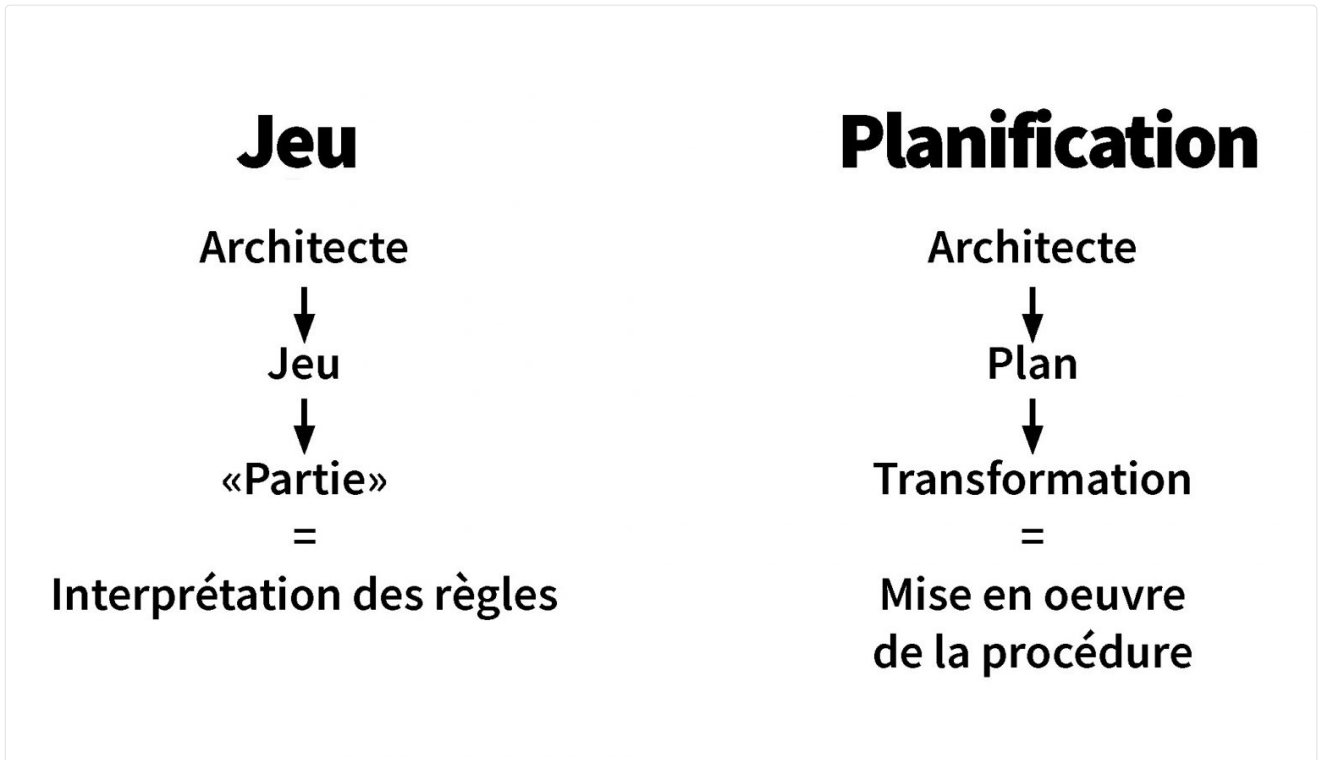 Jeu
Architecte
Jeu
«Partie»
=
Interprétation des règles
Planification
Architecte
Plan
Transformation
=
Mise en oeuvre
de la procédure